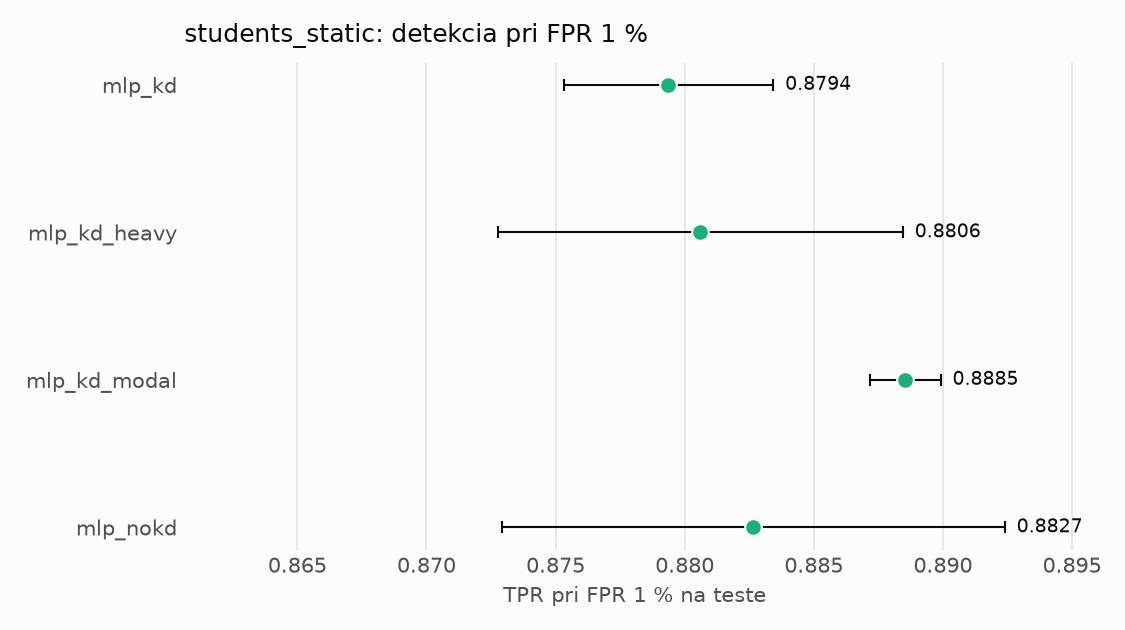 students_static: detekcia pri FPR 1 %
mlp_kd
0.8794
mlp_kd_heavy
0.8806
mlp_kd_modal
0.8885
mlp_nokd
0.8827
0.865 0.870 0.875 0.880 0.885 0.890 0.895
TPR pri FPR 1 % na teste